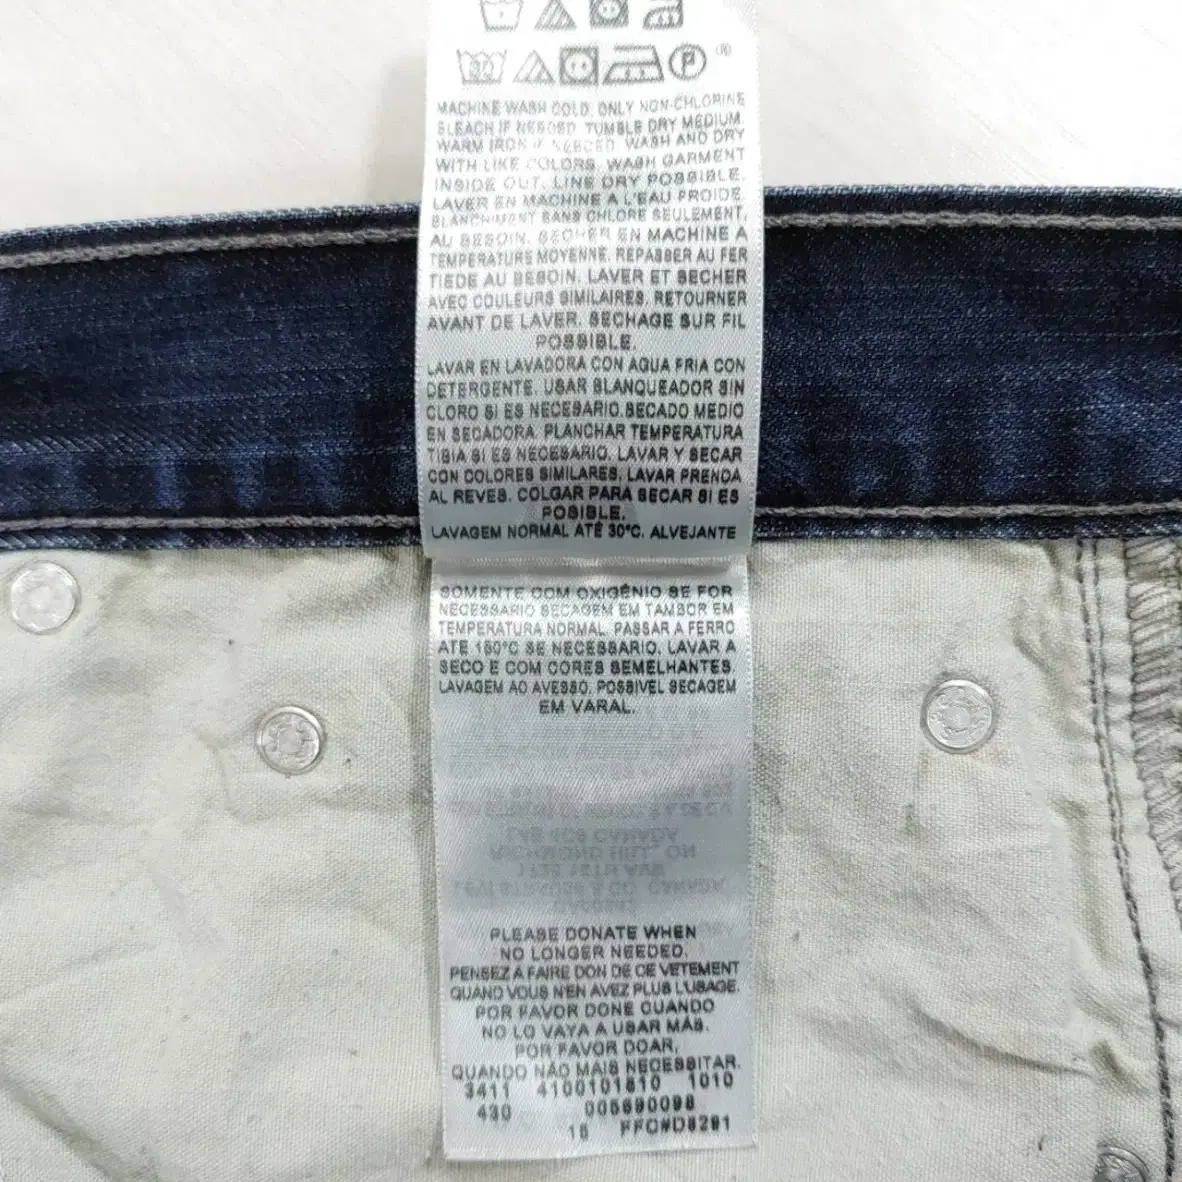 MACHINE WASH COLD, ONLY NON-CHLORINE
BLEACH IF NEEDED. TUMBLE DRY MEDIUM.
WARM IRON IF NEEDED. WASH AND DRY
WITH LIKE COLORS. WASH GARMENT
INSIDE OUT. LINE DRY POSSIBLE.
LAVER EN MACHINE A L'EAU FROIDE.
BLANCHIMENT SANS CHLORE SEULEMENT,
AU BESOIN. SECHER EN MACHINE A
TEMPERATURE MOYENNE. REPASSER AU FER
TIEDE AU BESOIN. LAVER ET SECHER
AVEC COULEURS SIMILAIRES. RETOURNER
AVANT DE LAVER. SECHAGE SUR FIL
POSSIBLE.
LAVAR EN LAVADORA CON AGUA FRIA CON
DETERGENTE. USAR BLANQUEADOR SIN
CLORO SI ES NECESARIO.SECADO MEDIO
EN SECADORA. PLANCHAR TEMPERATURA
TIBIA SI ES NECESARIO. LAVAR Y SECAR
CON COLORES SIMILARES. LAVAR PRENDA
AL REVES. COLGAR PARA SECAR SI ES
POSIBLE.
LAVAGEM NORMAL ATÉ 30°C. ALVEJANTE
SOMENTE COM OXIGÊNIO SE FOR
NECESSARIO SECAGEM EM TAMBOR EM
TEMPERATURA NORMAL. PASSAR A FERRO
ATE 150°C SE NECESSARIO. LAVAR A
SECO E COM CORES SEMELHANTES.
LAVAGEM AO AVESSO. POSSIVEL SECAGEM
EM VARAL.
PLEASE DONATE WHEN
NO LONGER NEEDED.
PENSEZ A FAIRE DON DE CE VETEMENT
QUAND VOUS N'EN AVEZ PLUS L'USAGE.
POR FAVOR DONE CUANDO
NO LO VAYA A USAR MÁS.
POR FAVOR DOAR,
QUANDO NÃO MAIS NECESSITAR.
3411 4100101810 1010
430 005690098
16 FFC#D8291